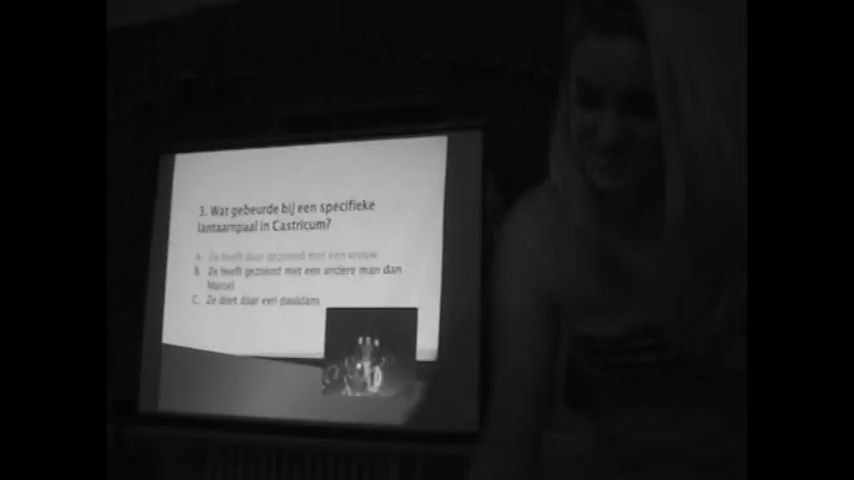 3. Wat gebeurde bij een specifieke
lantaarnpaal in Castricum?
A. Ze heeft daar gezoend met een vrouw
B. Ze heeft gezoend met een andere man dan
Marcel
C. Ze doet daar een paaldans